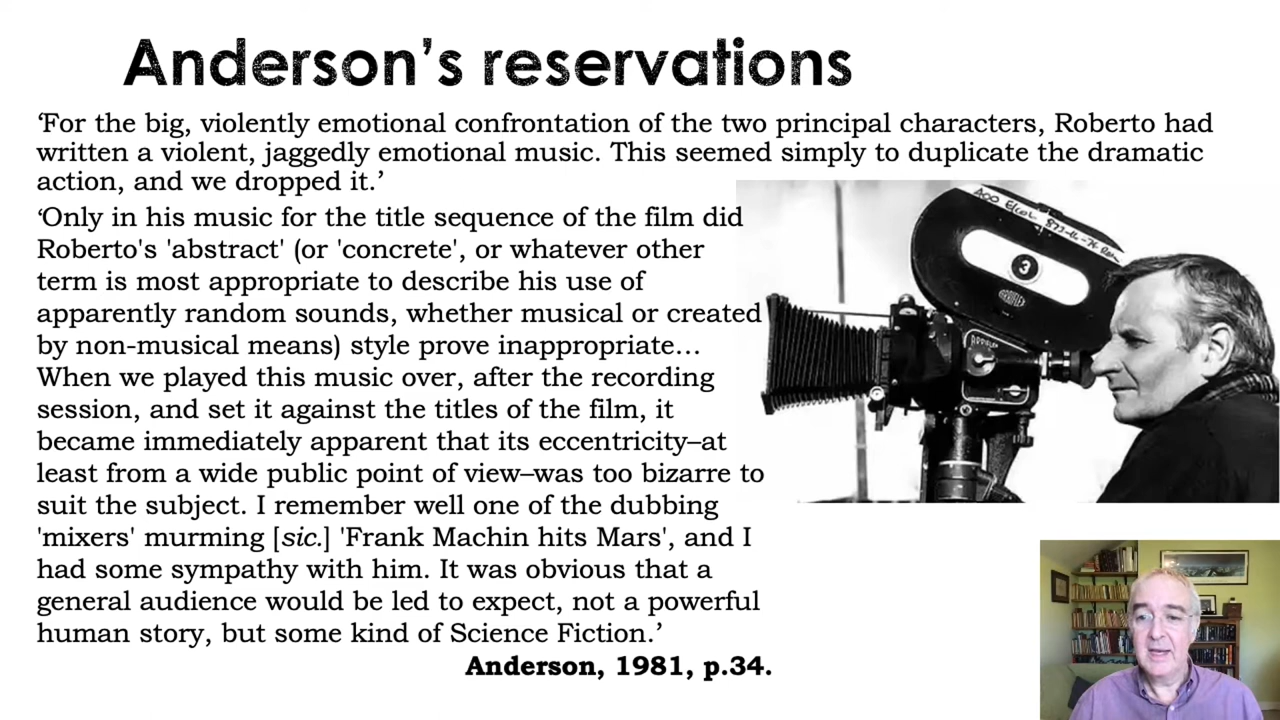 Anderson's reservations
‘For the big, violently emotional confrontation of the two principal characters, Roberto had
written a violent, jaggedly emotional music. This seemed simply to duplicate the dramatic
action, and we dropped it.’
‘Only in his music for the title sequence of the film did
Roberto's 'abstract' (or 'concrete', or whatever other
term is most appropriate to describe his use of
apparently random sounds, whether musical or created
by non-musical means) style prove inappropriate…
When we played this music over, after the recording
session, and set it against the titles of the film, it
became immediately apparent that its eccentricity–at
least from a wide public point of view–was too bizarre to
suit the subject. I remember well one of the dubbing
'mixers' murming [sic.] 'Frank Machin hits Mars', and I
had some sympathy with him. It was obvious that a
general audience would be led to expect, not a powerful
human story, but some kind of Science Fiction.’
Anderson, 1981, p.34.
400
3
ARRIFLEX